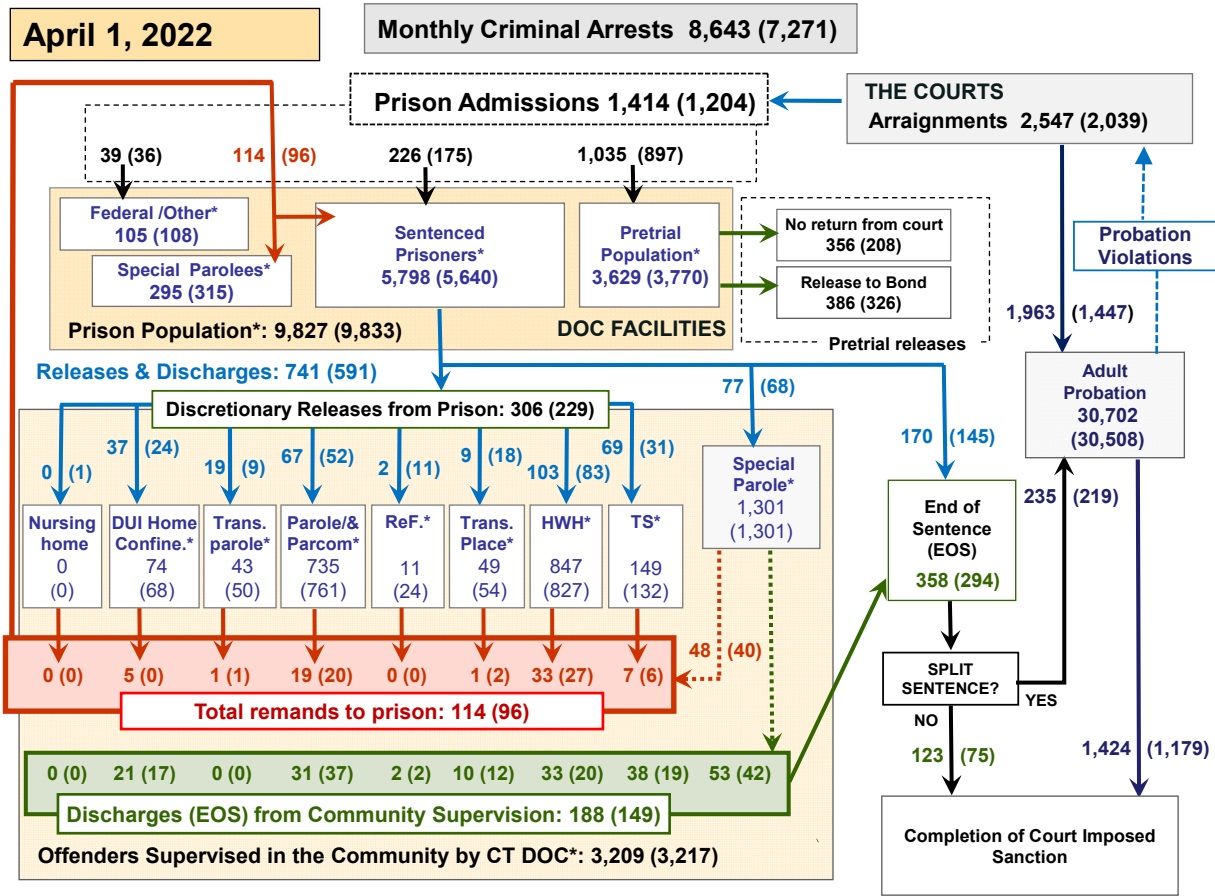 April 1, 2022
Monthly Criminal Arrests 8,643 (7,271)
Prison Admissions 1,414 (1,204)
THE COURTS
Arraignments 2,547 (2,039)
39 (36)
114 (96)
226 (175)
1,035 (897)
Federal /Other*
105 (108)
Special Parolees*
295 (315)
Sentenced
Prisoners*
5,798 (5,640)
Pretrial
Population*
3,629 (3,770)
No return from court
356 (208)
Release to Bond
386 (326)
Pretrial releases
Probation
Violations
Prison Population*: 9,827 (9,833)
DOC FACILITIES
1,963 (1,447)
Releases & Discharges: 741 (591)
77 (68)
Adult
Probation
30,702
(30,508)
Discretionary Releases from Prison: 306 (229)
0 (1)
37 (24)
19 (9)
67 (52)
2 (11)
9 (18)
103 (83)
69 (31)
170 (145)
235 (219)
Nursing
home
0
(0)
DUI Home
Confine.*
74
(68)
Trans.
parole*
43
(50)
Parole/&
Parcom*
735
(761)
ReF.*
11
(24)
Trans.
Place*
49
(54)
HWH*
847
(827)
TS*
149
(132)
Special
Parole*
1,301
(1,301)
End of
Sentence
(EOS)
358 (294)
0 (0) 5 (0) 1 (1) 19 (20) 0 (0) 1 (2) 33 (27) 7 (6)
48 (40)
Total remands to prison: 114 (96)
SPLIT
SENTENCE?
YES
NO
123 (75)
1,424 (1,179)
0 (0) 21 (17) 0 (0) 31 (37) 2 (2) 10 (12) 33 (20) 38 (19) 53 (42)
Discharges (EOS) from Community Supervision: 188 (149)
Offenders Supervised in the Community by CT DOC*: 3,209 (3,217)
Completion of Court Imposed
Sanction